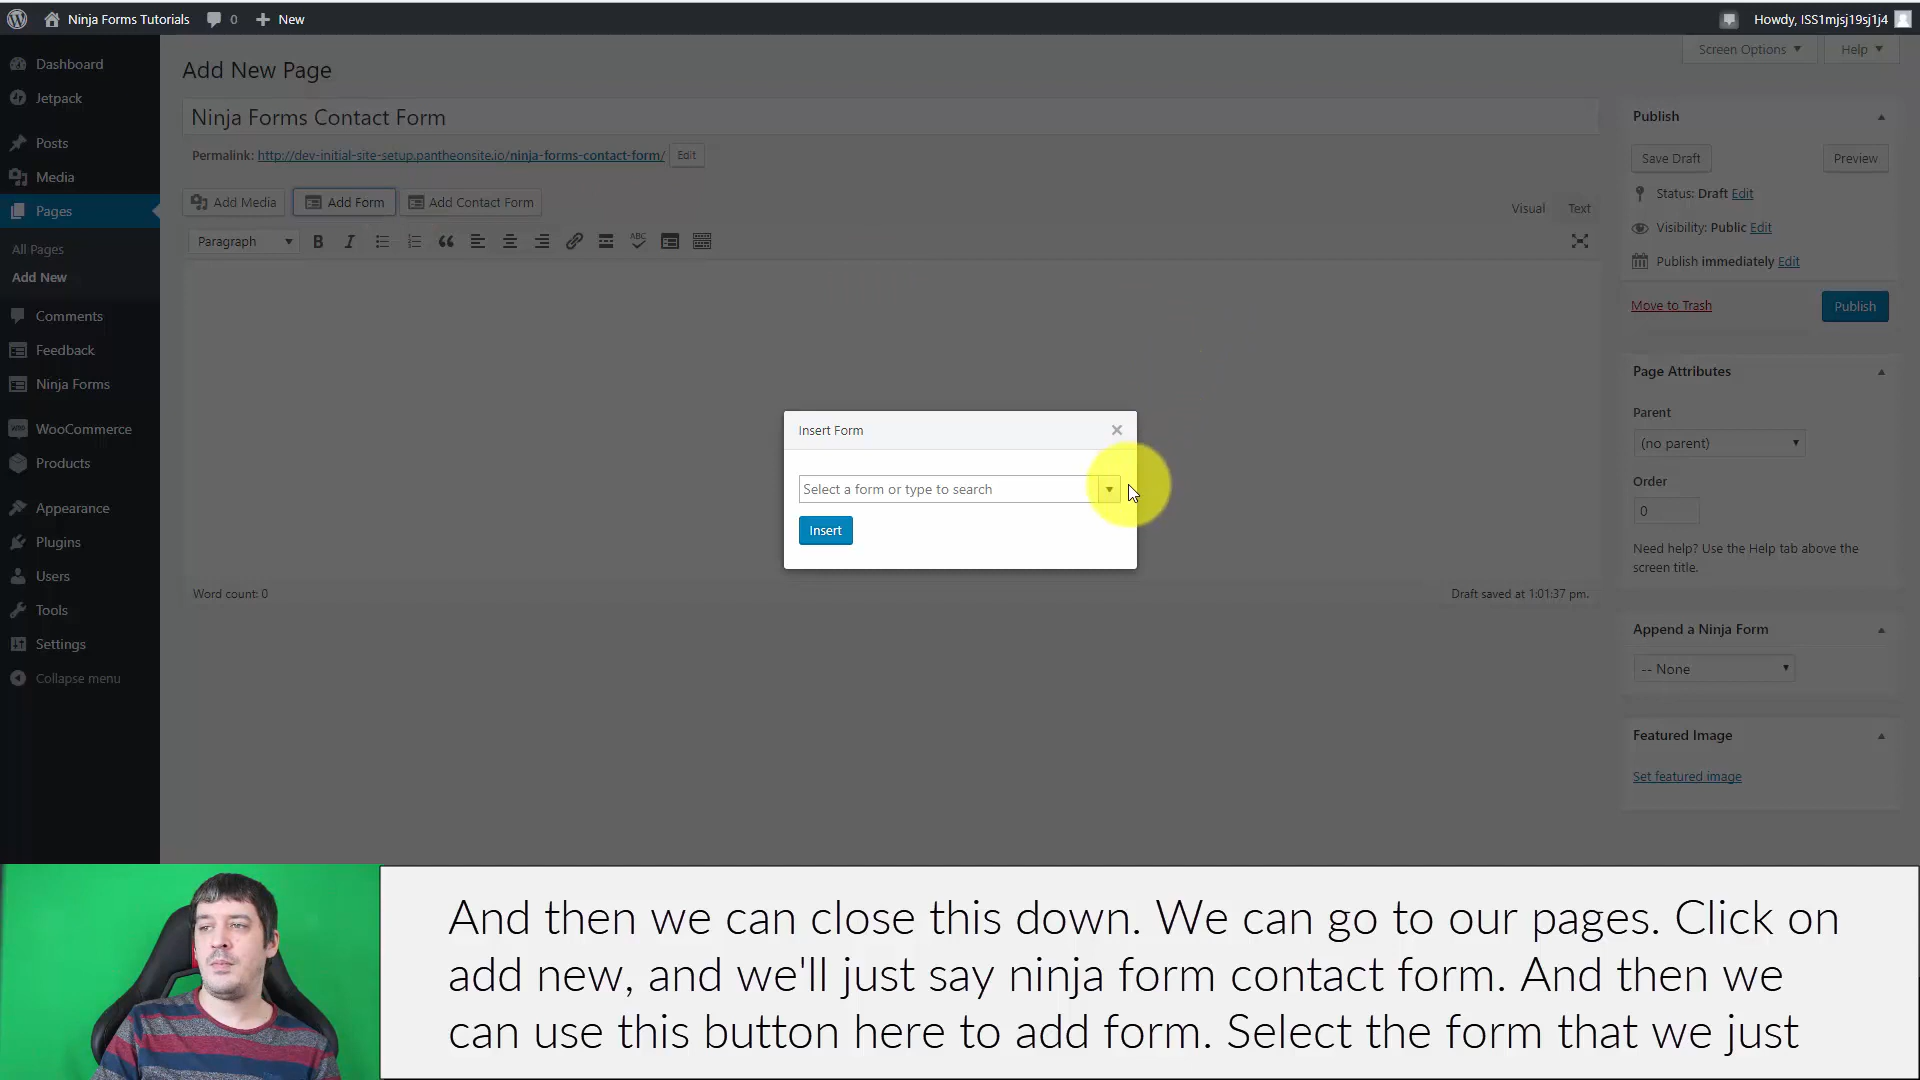 Ninja Forms Tutorials
0
New
Howdy, ISS1mjsj19sj1j4
Dashboard
Jetpack
Posts
Media
Pages
All Pages
Add New
Comments
Feedback
Ninja Forms
WooCommerce
Products
Appearance
Plugins
Users
Tools
Settings
Collapse menu
Screen Options
Help
Add New Page
Ninja Forms Contact Form
Permalink: http://dev-initial-site-setup.pantheonsite.io/ninja-forms-contact-form/ Edit
Add Media
Add Form
Add Contact Form
Visual
Text
Paragraph
B
I
ABC
Insert Form
Select a form or type to search
Insert
Word count: 0
Draft saved at 1:01:37 pm.
Publish
Save Draft
Preview
Status: Draft Edit
Visibility: Public Edit
Publish immediately Edit
Move to Trash
Publish
Page Attributes
Parent
(no parent)
Order
0
Need help? Use the Help tab above the
screen title.
Append a Ninja Form
-- None
Featured Image
Set featured image
And then we can close this down. We can go to our pages. Click on
add new, and we'll just say ninja form contact form. And then we
can use this button here to add form. Select the form that we just